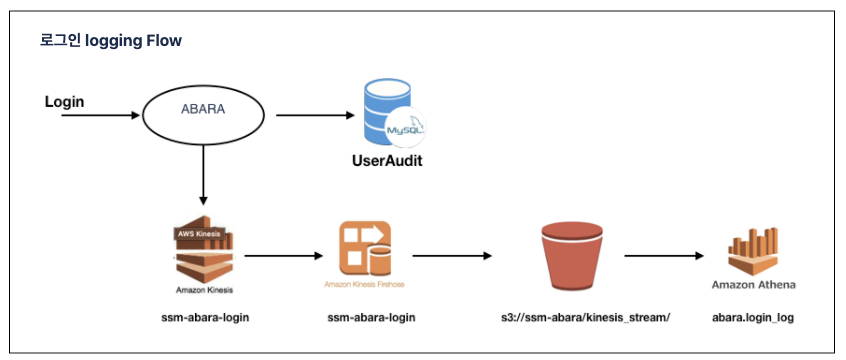 로그인 logging Flow
Login
ABARA
MySQL
UserAudit
AWS Kinesis
Amazon Kinesis
Amazon Kinesis Firehose
Amazon Athena
ssm-abara-login
ssm-abara-login
s3://ssm-abara/kinesis_stream/
abara.login_log